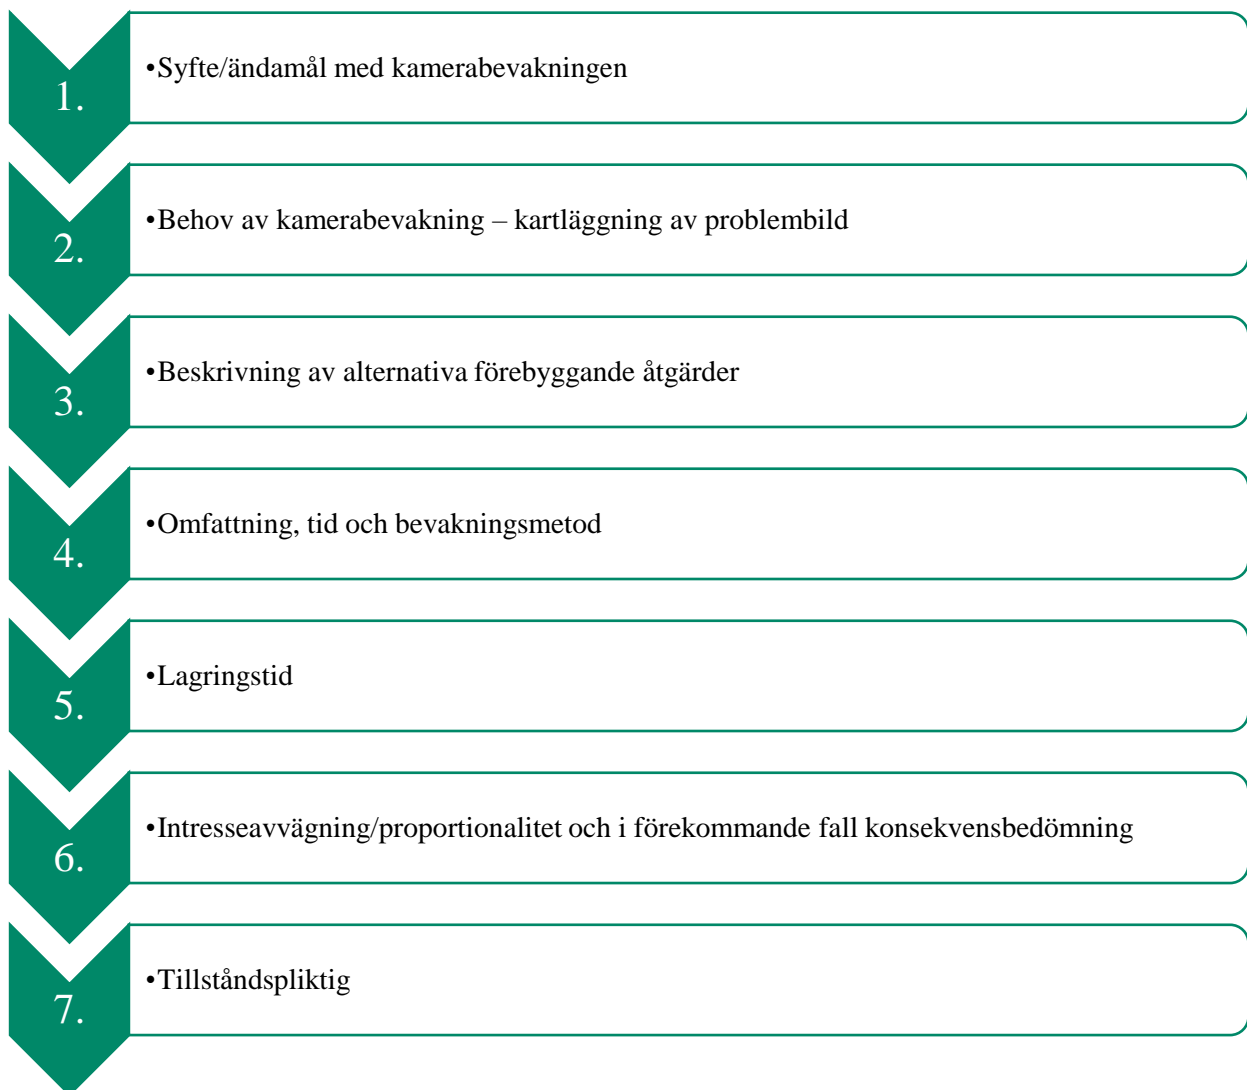 1.
•Syfte/ändamål med kamerabevakningen
2.
•Behov av kamerabevakning – kartläggning av problembild
3.
•Beskrivning av alternativa förebyggande åtgärder
4.
•Omfattning, tid och bevakningsmetod
5.
•Lagringstid
6.
•Intresseavvägning/proportionalitet och i förekommande fall konsekvensbedömning
7.
•Tillståndspliktig